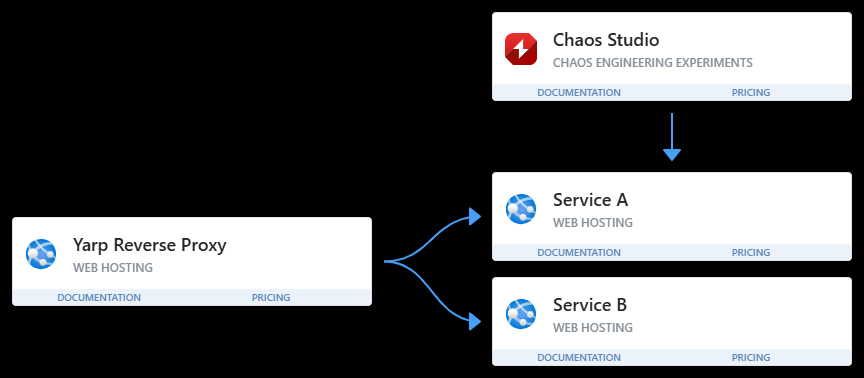 Chaos Studio
CHAOS ENGINEERING EXPERIMENTS
DOCUMENTATION PRICING
Service A
WEB HOSTING
DOCUMENTATION PRICING
Yarp Reverse Proxy
WEB HOSTING
DOCUMENTATION PRICING
Service B
WEB HOSTING
DOCUMENTATION PRICING